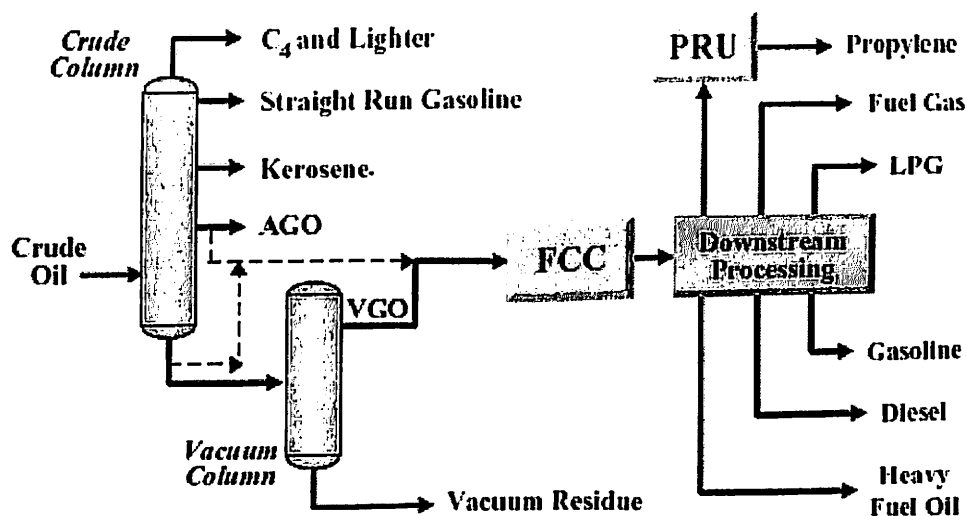 Crude
Column
C4 and Lighter
Straight Run Gasoline
Kerosene.
AGO
Crude
Oil
VGO
Vacuum
Column
Vacuum Residue
FCC
PRU
Propylene
Fuel Gas
LPG
Downstream
Processing
Gasoline
Diesel
Heavy
Fuel Oil